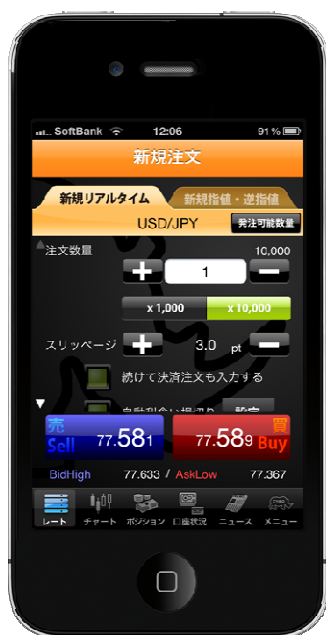 SoftBank 12:06 91%
新規注文
新規リアルタイム 新規指値・逆指値
USD/JPY 発注可能数量
注文数量 10,000
1
x 1,000 x 10,000
スリッページ 3.0 pt
続けて決済注文も入力する
設定
売 Sell 77.581 77.589 買 Buy
BidHigh 77.633 / AskLow 77.367
レート チャート ポジション 口座状況 ニュース メニュー